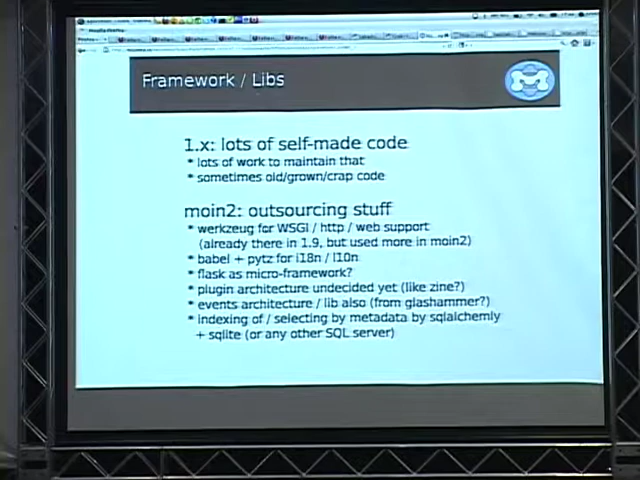 Framework / Libs
1.x: lots of self-made code
* lots of work to maintain that
* sometimes old/grown/crap code
moin2: outsourcing stuff
* werkzeug for WSGI / http / web support
(already there in 1.9, but used more in moin2)
* babel + pytz for i18n / l10n
* flask as micro-framework?
* plugin architecture undecided yet (like zine?)
* events architecture / lib also (from glashammer?)
* indexing of / selecting by metadata by sqlalchemly
+ sqlite (or any other SQL server)